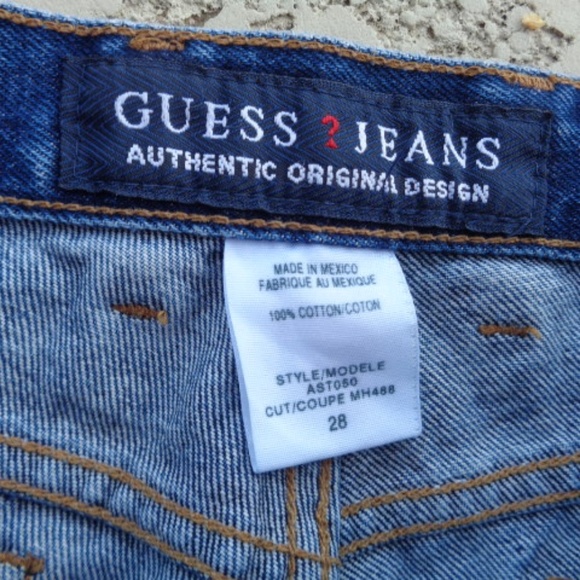 GUESS ? JEANS
AUTHENTIC ORIGINAL DESIGN
MADE IN MEXICO
FABRIQUE AU MEXIQUE
100% COTTON/COTON
STYLE/MODELE
AST050
CUT/COUPE MH466
28